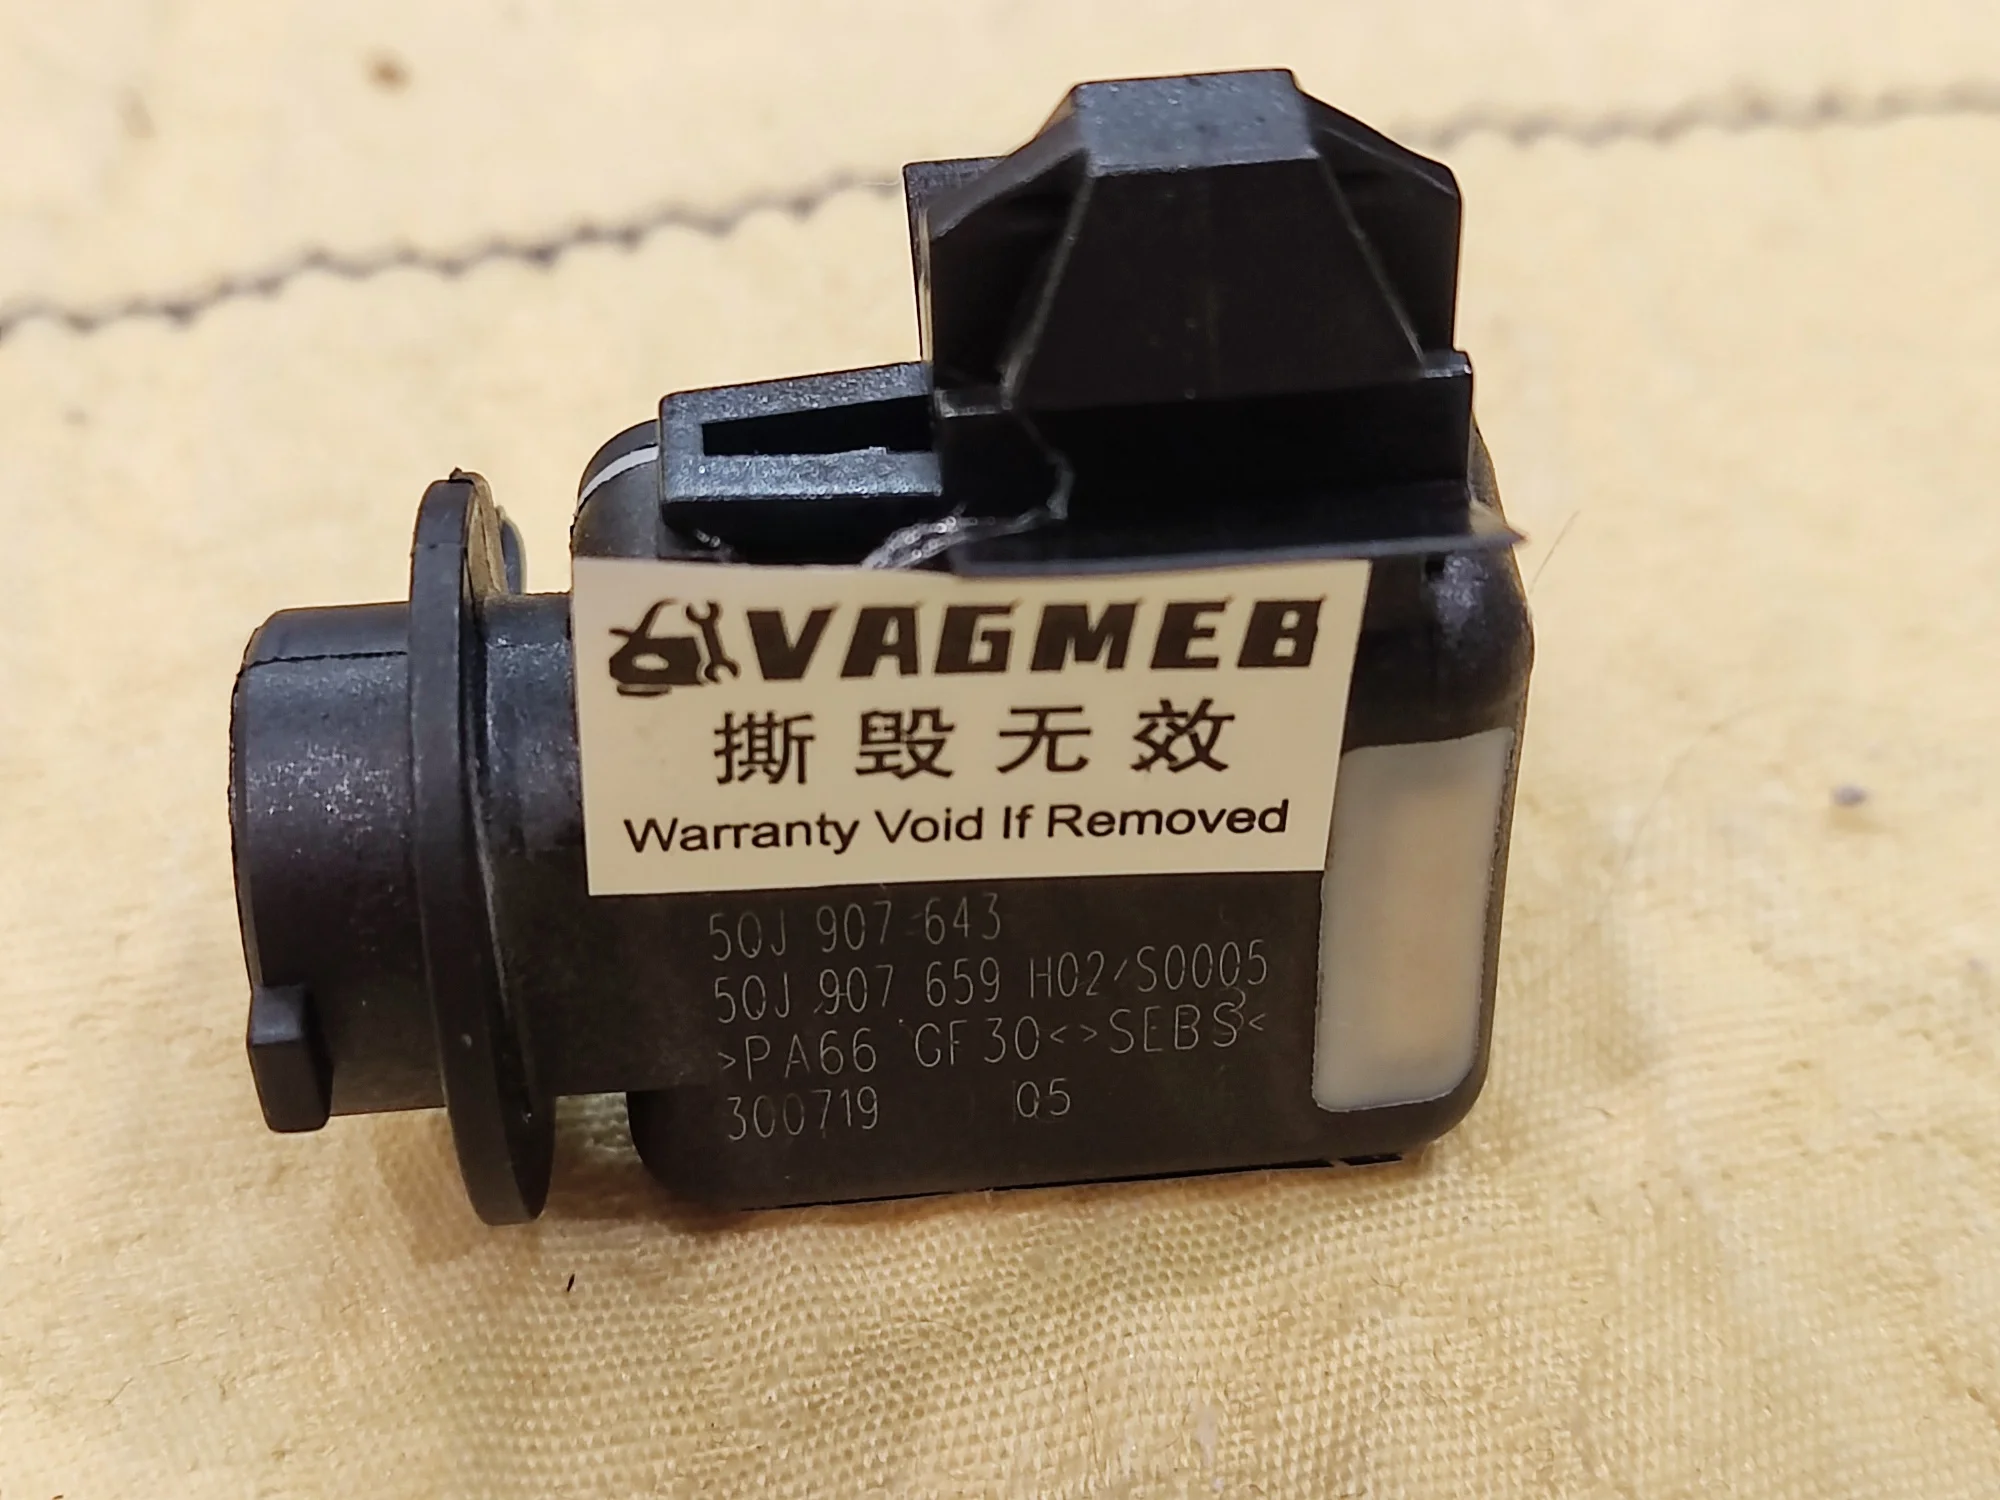 VAGMEB
撕毁无效
Warranty Void If Removed
5QJ 907 643
5QJ 907 659 H02/S0005
>PA66 GF30<>SEBS<
300719 05